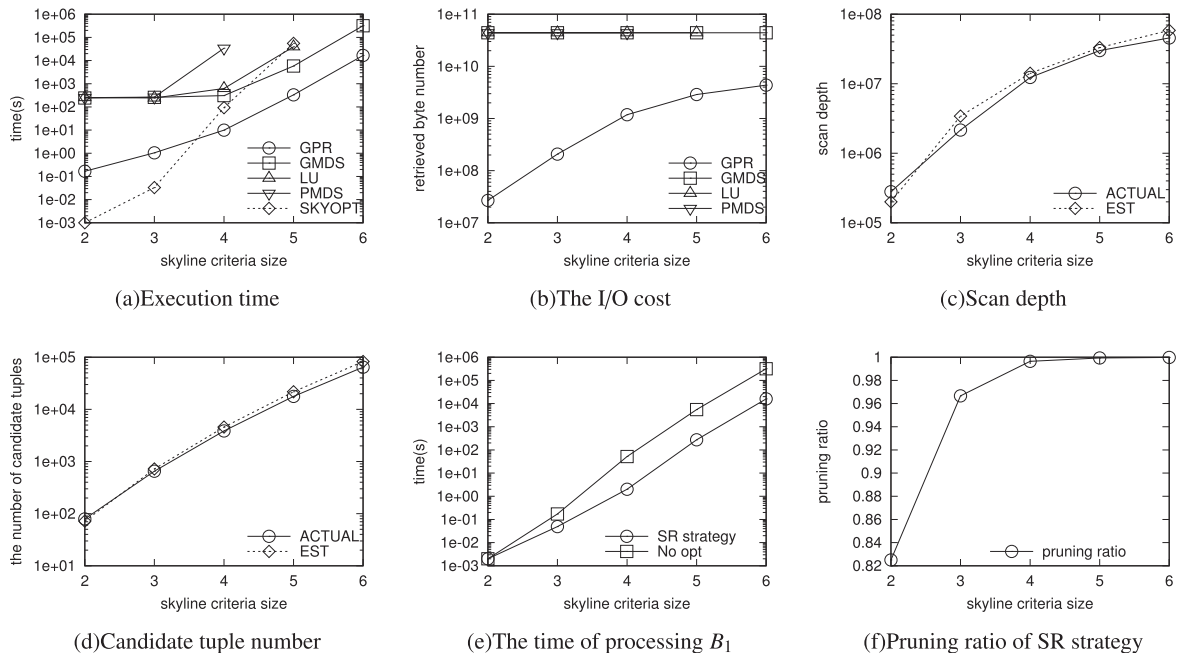 1e+06
1e+05
1e+04
1e+03
1e+02
1e+01
1e+00
1e-01
1e-02
1e-03
time(s)
GPR
GMDS
LU
PMDS
SKYOPT
2 3 4 5 6
skyline criteria size
(a)Execution time
1e+11
1e+10
1e+09
1e+08
1e+07
retrieved byte number
GPR
GMDS
LU
PMDS
2 3 4 5 6
skyline criteria size
(b)The I/O cost
1e+08
1e+07
1e+06
1e+05
scan depth
ACTUAL
EST
2 3 4 5 6
skyline criteria size
(c)Scan depth
1e+05
1e+04
1e+03
1e+02
1e+01
the number of candidate tuples
ACTUAL
EST
2 3 4 5 6
skyline criteria size
(d)Candidate tuple number
1e+06
1e+05
1e+04
1e+03
1e+02
1e+01
1e+00
1e-01
1e-02
1e-03
time(s)
SR strategy
No opt
2 3 4 5 6
skyline criteria size
(e)The time of processing B₁
1
0.98
0.96
0.94
0.92
0.9
0.88
0.86
0.84
0.82
pruning ratio
pruning ratio
2 3 4 5 6
skyline criteria size
(f)Pruning ratio of SR strategy